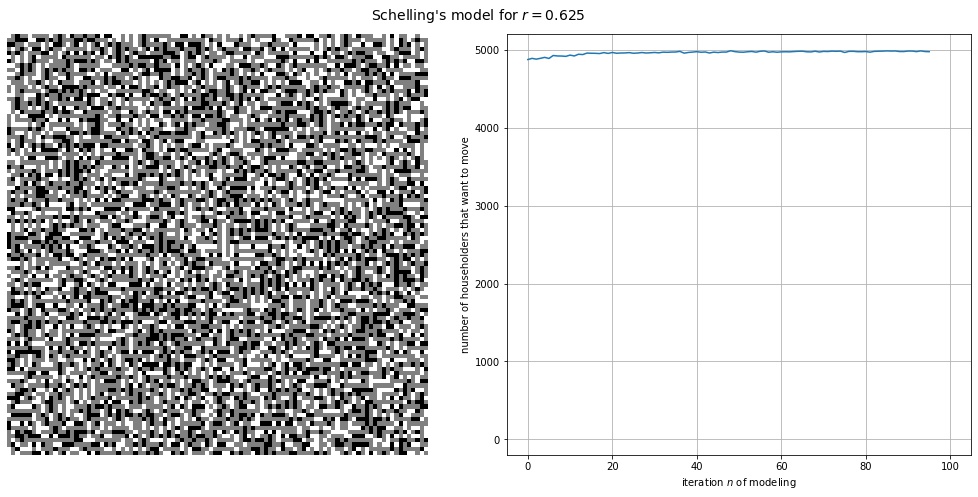 Schelling's model for r = 0.625
number of householders that want to move
5000
4000
3000
2000
1000
0
0 20 40 60 80 100
iteration n of modeling